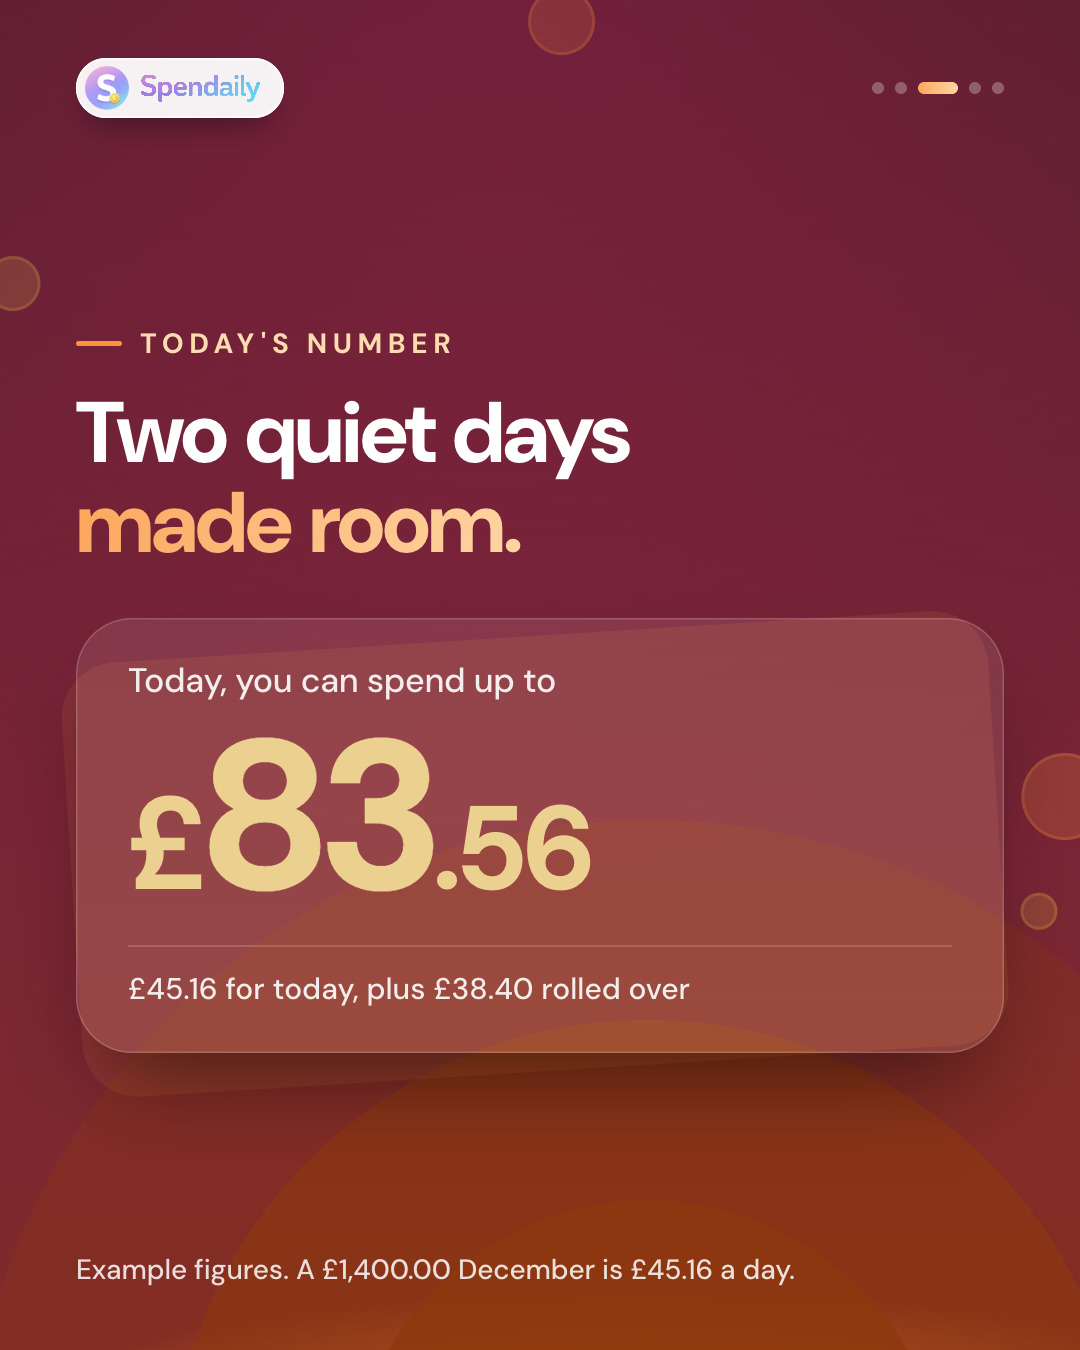 Spendaily
TODAY'S NUMBER
Two quiet days
made room.
Today, you can spend up to
£83.56
£45.16 for today, plus £38.40 rolled over
Example figures. A £1,400.00 December is £45.16 a day.